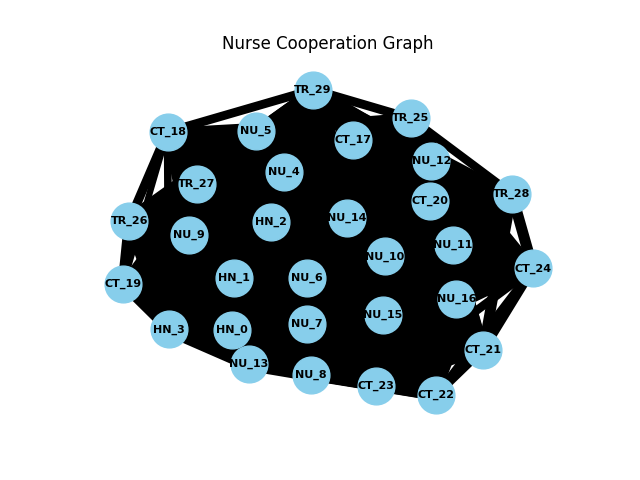 Nurse Cooperation Graph
TR_29
TR_25
CT_18
NU_5
CT_17
NU_12
NU_4
TR_27
TR_28
CT_20
TR_26
HN_2
NU_14
NU_9
NU_11
NU_10
CT_24
HN_1
NU_6
CT_19
NU_16
NU_15
NU_7
HN_3
HN_0
CT_21
NU_13
NU_8
CT_23
CT_22